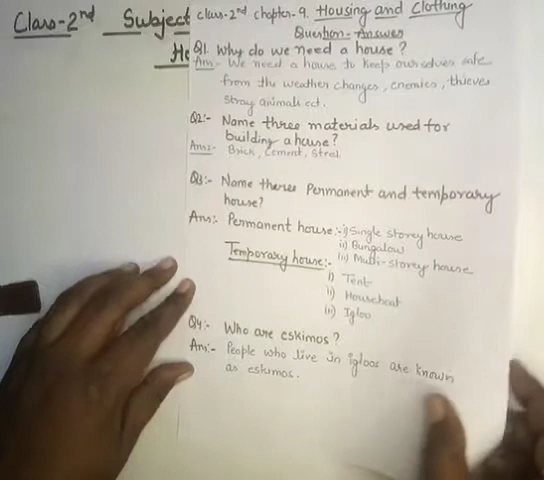 Class-2nd Subject
Ho
class-2nd chapter-9. Housing and Clothing
Question-Answer
Q1. Why do we need a house?
Ans- We need a house to keep ourselves safe
from the weather changes, enemies, thieves
stray animals ect.
Q2:- Name three materials used for
building a house?
Ans:- Brick, Cement, Steel
Q3:- Name theres Permanent and temporary
house?
Ans:- Permanent house:- i) Single storey house
ii) Bungalow
iii) Multi-storey house
Temporary house:-
i) Tent
ii) Houseboat
iii) Igloo
Q4:- Who are eskimos?
Ans:- People who live in igloos are known
as eskimos.